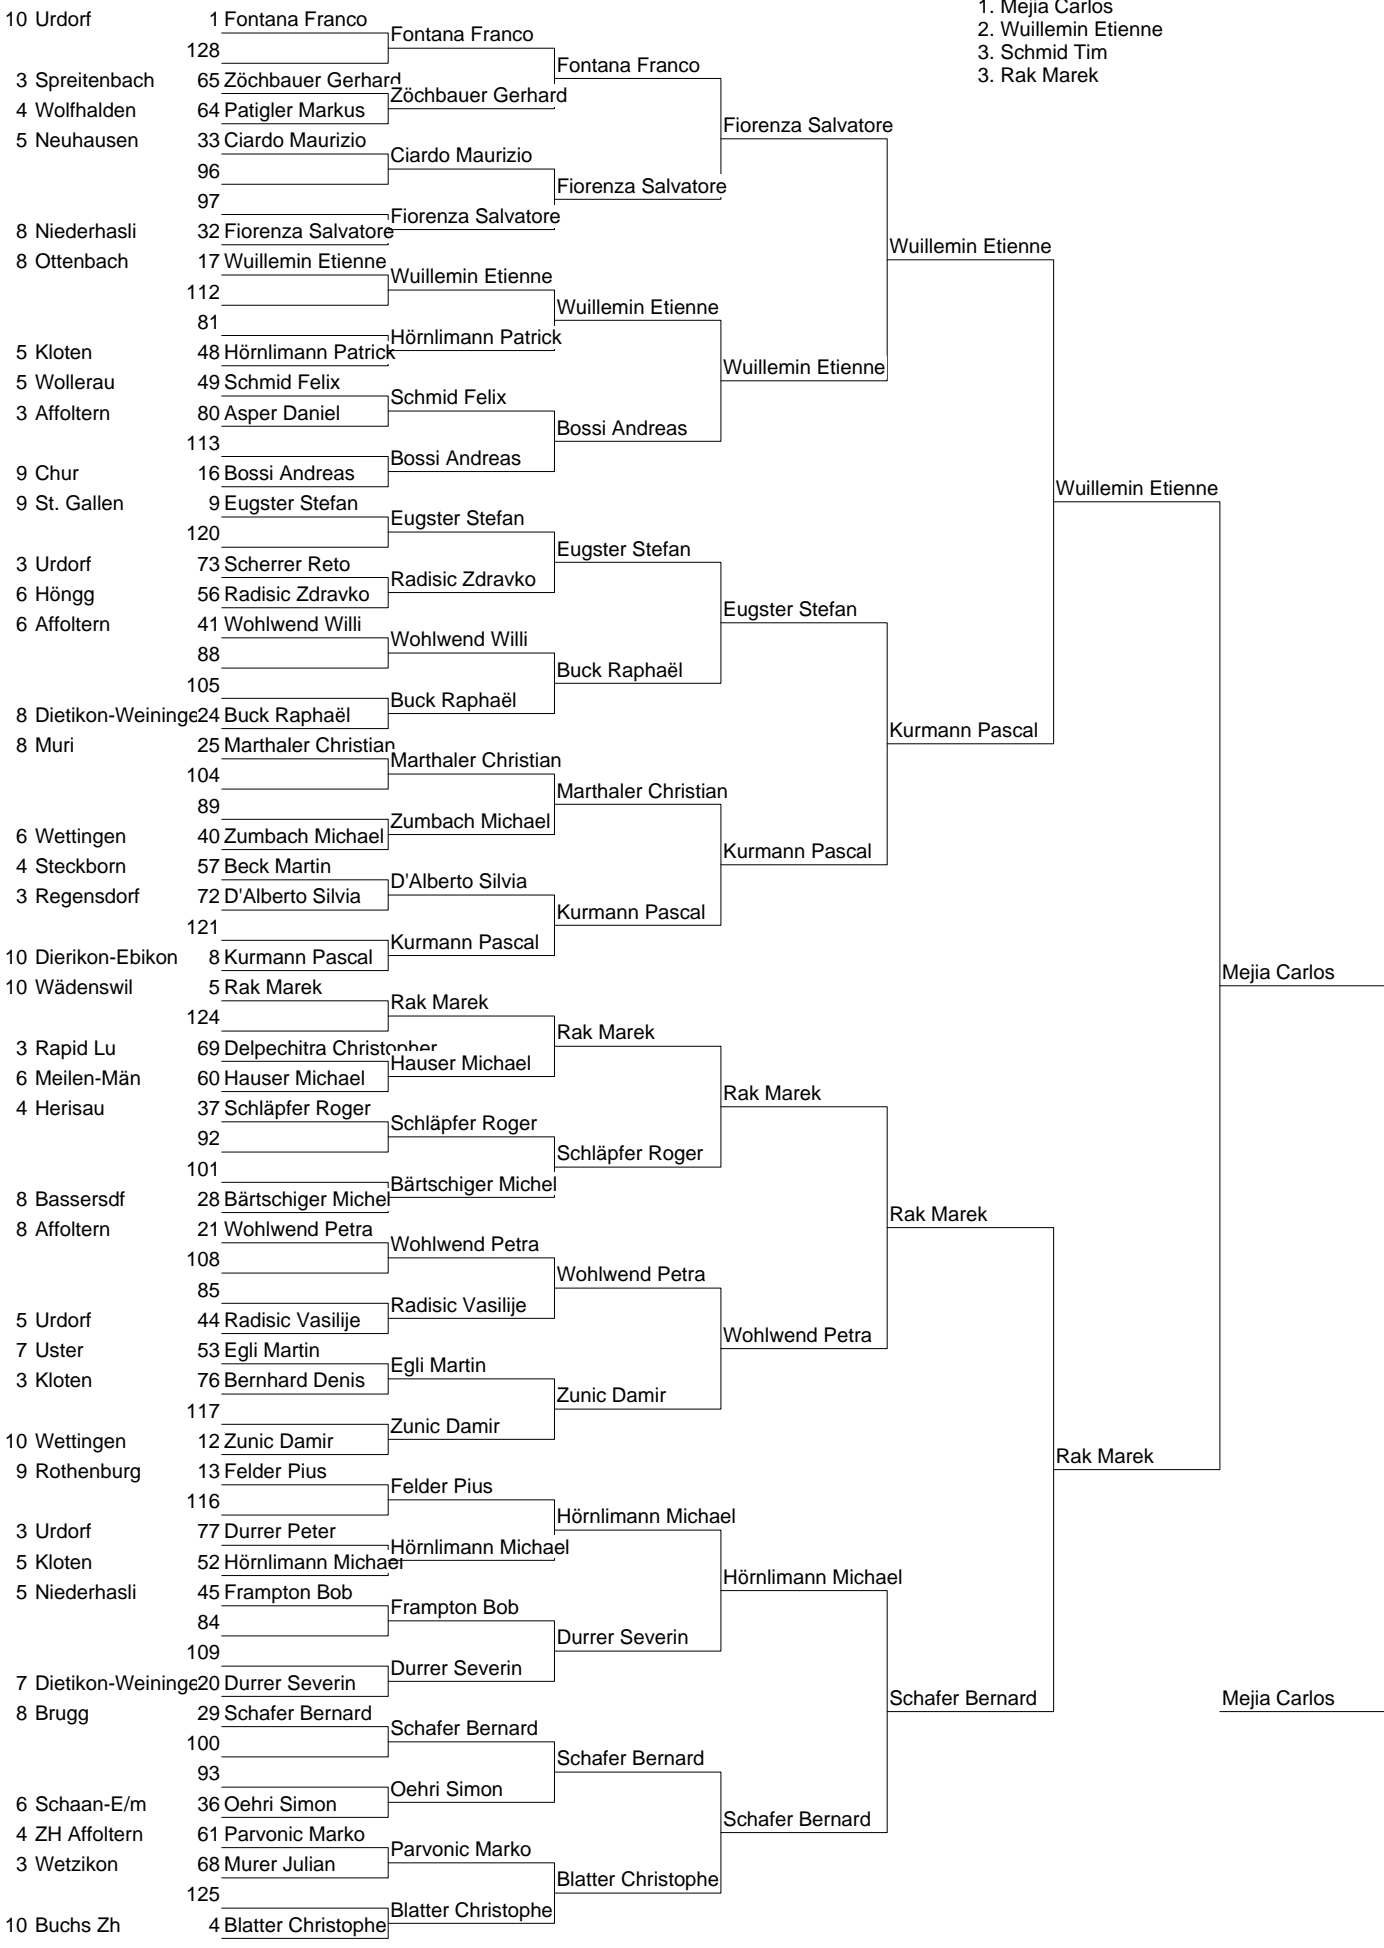 1. Mejia Carlos
2. Wuillemin Etienne
3. Schmid Tim
3. Rak Marek
10 Urdorf 1 Fontana Franco
Fontana Franco
128
Fontana Franco
3 Spreitenbach 65 Zöchbauer Gerhard
Zöchbauer Gerhard
4 Wolfhalden 64 Patigler Markus
Fiorenza Salvatore
5 Neuhausen 33 Ciardo Maurizio
Ciardo Maurizio
96
Fiorenza Salvatore
97
Fiorenza Salvatore
8 Niederhasli 32 Fiorenza Salvatore
Wuillemin Etienne
8 Ottenbach 17 Wuillemin Etienne
Wuillemin Etienne
112
Wuillemin Etienne
81
Hörnlimann Patrick
5 Kloten 48 Hörnlimann Patrick
Wuillemin Etienne
5 Wollerau 49 Schmid Felix
Schmid Felix
3 Affoltern 80 Asper Daniel
Bossi Andreas
113
Bossi Andreas
9 Chur 16 Bossi Andreas
Wuillemin Etienne
9 St. Gallen 9 Eugster Stefan
Eugster Stefan
120
Eugster Stefan
3 Urdorf 73 Scherrer Reto
Radisic Zdravko
6 Höngg 56 Radisic Zdravko
Eugster Stefan
6 Affoltern 41 Wohlwend Willi
Wohlwend Willi
88
Buck Raphaël
105
Buck Raphaël
8 Dietikon-Weininge 24 Buck Raphaël
Kurmann Pascal
8 Muri 25 Marthaler Christian
Marthaler Christian
104
Marthaler Christian
89
Zumbach Michael
6 Wettingen 40 Zumbach Michael
Kurmann Pascal
4 Steckborn 57 Beck Martin
D'Alberto Silvia
3 Regensdorf 72 D'Alberto Silvia
Kurmann Pascal
121
Kurmann Pascal
10 Dierikon-Ebikon 8 Kurmann Pascal
Mejia Carlos
10 Wädenswil 5 Rak Marek
Rak Marek
124
Rak Marek
3 Rapid Lu 69 Delpechitra Christopher
Hauser Michael
6 Meilen-Män 60 Hauser Michael
Rak Marek
4 Herisau 37 Schläpfer Roger
Schläpfer Roger
92
Schläpfer Roger
101
Bärtschiger Michel
8 Bassersdf 28 Bärtschiger Michel
Rak Marek
8 Affoltern 21 Wohlwend Petra
Wohlwend Petra
108
Wohlwend Petra
85
Radisic Vasilije
5 Urdorf 44 Radisic Vasilije
Wohlwend Petra
7 Uster 53 Egli Martin
Egli Martin
3 Kloten 76 Bernhard Denis
Zunic Damir
117
Zunic Damir
10 Wettingen 12 Zunic Damir
Rak Marek
9 Rothenburg 13 Felder Pius
Felder Pius
116
Hörnlimann Michael
3 Urdorf 77 Durrer Peter
Hörnlimann Michael
5 Kloten 52 Hörnlimann Michael
Hörnlimann Michael
5 Niederhasli 45 Frampton Bob
Frampton Bob
84
Durrer Severin
109
Durrer Severin
7 Dietikon-Weininge 20 Durrer Severin
Schafer Bernard
Mejia Carlos
8 Brugg 29 Schafer Bernard
Schafer Bernard
100
Schafer Bernard
93
Oehri Simon
6 Schaan-E/m 36 Oehri Simon
Schafer Bernard
4 ZH Affoltern 61 Parvonic Marko
Parvonic Marko
3 Wetzikon 68 Murer Julian
Blatter Christophe
125
Blatter Christophe
10 Buchs Zh 4 Blatter Christophe